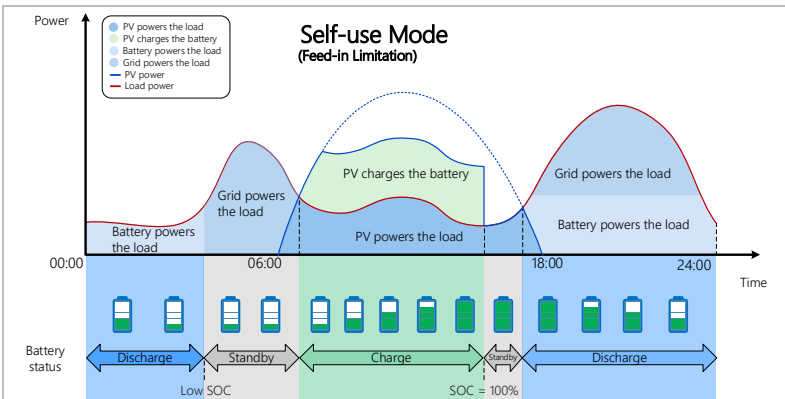 Power
PV powers the load
PV charges the battery
Battery powers the load
Grid powers the load
PV power
Load power
Self-use Mode
(Feed-in Limitation)
PV charges the battery
Grid powers the load
Grid powers
the load
Battery powers
the load
PV powers the load
Battery powers the load
00:00
06:00
18:00
24:00
Time
Battery
status
Discharge
Standby
Charge
Standby
Discharge
Low SOC
SOC = 100%